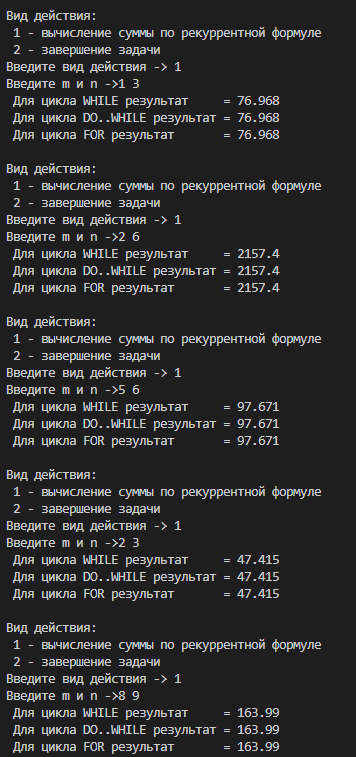 Вид действия:
 1 - вычисление суммы по рекуррентной формуле
 2 - завершение задачи
Введите вид действия -> 1
Введите m и n ->1 3
 Для цикла WHILE результат     = 76.968
 Для цикла DO..WHILE результат = 76.968
 Для цикла FOR результат       = 76.968

Вид действия:
 1 - вычисление суммы по рекуррентной формуле
 2 - завершение задачи
Введите вид действия -> 1
Введите m и n ->2 6
 Для цикла WHILE результат     = 2157.4
 Для цикла DO..WHILE результат = 2157.4
 Для цикла FOR результат       = 2157.4

Вид действия:
 1 - вычисление суммы по рекуррентной формуле
 2 - завершение задачи
Введите вид действия -> 1
Введите m и n ->5 6
 Для цикла WHILE результат     = 97.671
 Для цикла DO..WHILE результат = 97.671
 Для цикла FOR результат       = 97.671

Вид действия:
 1 - вычисление суммы по рекуррентной формуле
 2 - завершение задачи
Введите вид действия -> 1
Введите m и n ->2 3
 Для цикла WHILE результат     = 47.415
 Для цикла DO..WHILE результат = 47.415
 Для цикла FOR результат       = 47.415

Вид действия:
 1 - вычисление суммы по рекуррентной формуле
 2 - завершение задачи
Введите вид действия -> 1
Введите m и n ->8 9
 Для цикла WHILE результат     = 163.99
 Для цикла DO..WHILE результат = 163.99
 Для цикла FOR результат       = 163.99